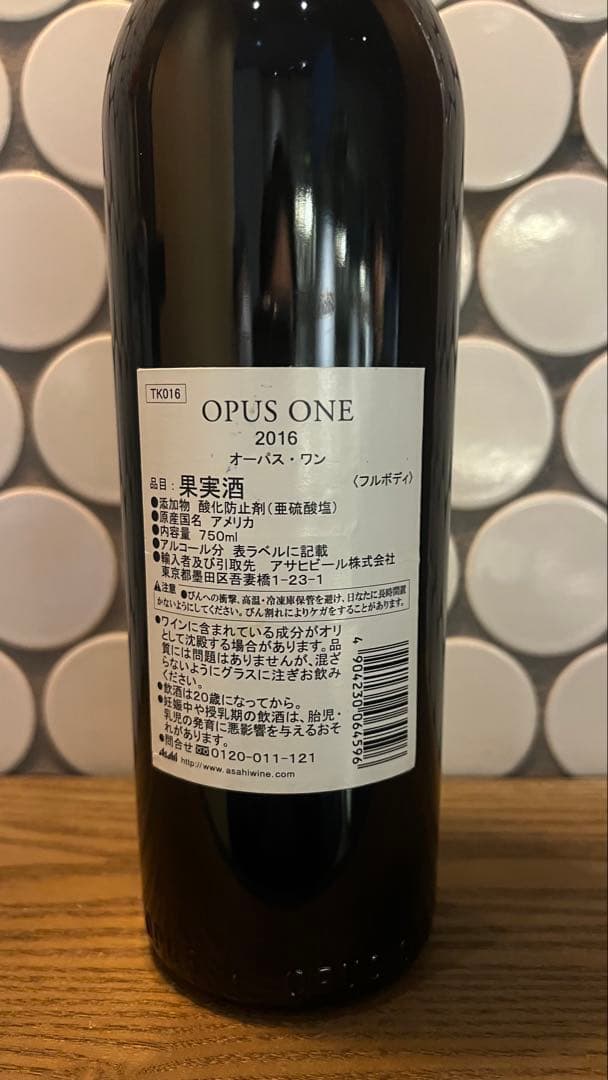 TK016
OPUS ONE
2016
オーパス・ワン
品目：果実酒 〈フルボディ〉
●添加物 酸化防止剤（亜硫酸塩）
●原産国名 アメリカ
●内容量 750ml
●アルコール分 表ラベルに記載
●輸入者及び引取先 アサヒビール株式会社
東京都墨田区吾妻橋1-23-1
⚠注意 ●びんへの衝撃、高温・冷凍庫保管を避け、日なたに長時間置
かないようにしてください。びん割れによりケガをすることがあります。
●ワインに含まれている成分がオリ
として沈殿する場合があります。品
質には問題はありませんが、混ざ
らないようにグラスに注ぎお飲み
ください。
●飲酒は20歳になってから。
●妊娠中や授乳期の飲酒は、胎児・
乳児の発育に悪影響を与えるおそ
れがあります。
●問合せ 0120-011-121
Asahi http://www.asahiwine.com
4 904230 004596
OPUS